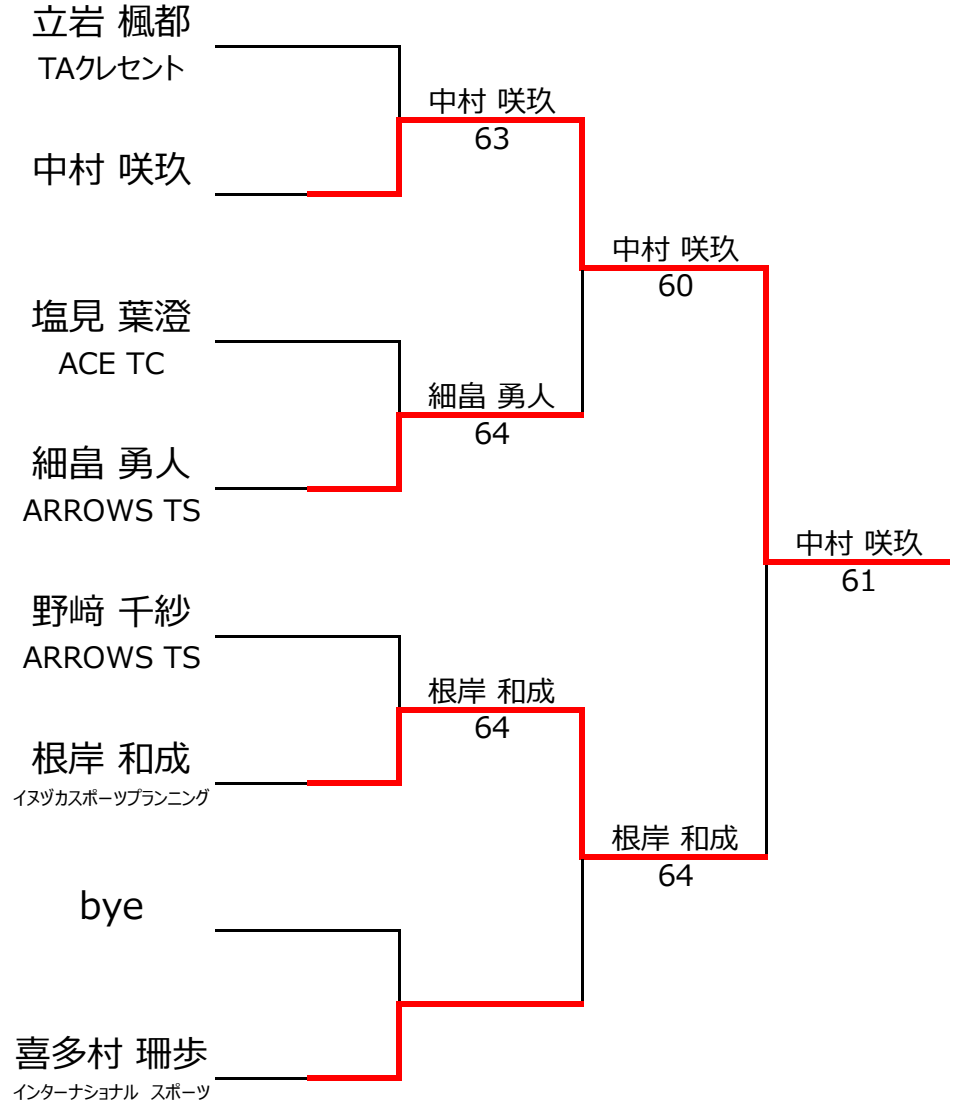 立岩 楓都
TAクレセント
中村 咲玖
63
中村 咲玖
中村 咲玖
60
塩見 葉澄
ACE TC
細畠 勇人
64
細畠 勇人
ARROWS TS
中村 咲玖
61
野﨑 千紗
ARROWS TS
根岸 和成
64
根岸 和成
イヌヅカスポーツプランニング
根岸 和成
64
bye
喜多村 珊歩
インターナショナル スポーツ